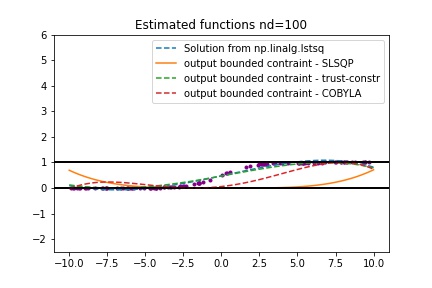 Estimated functions nd=100
Solution from np.linalg.lstsq
output bounded contraint - SLSQP
output bounded contraint - trust-constr
output bounded contraint - COBYLA
6
5
4
3
2
1
0
−1
−2
−10.0 −7.5 −5.0 −2.5 0.0 2.5 5.0 7.5 10.0